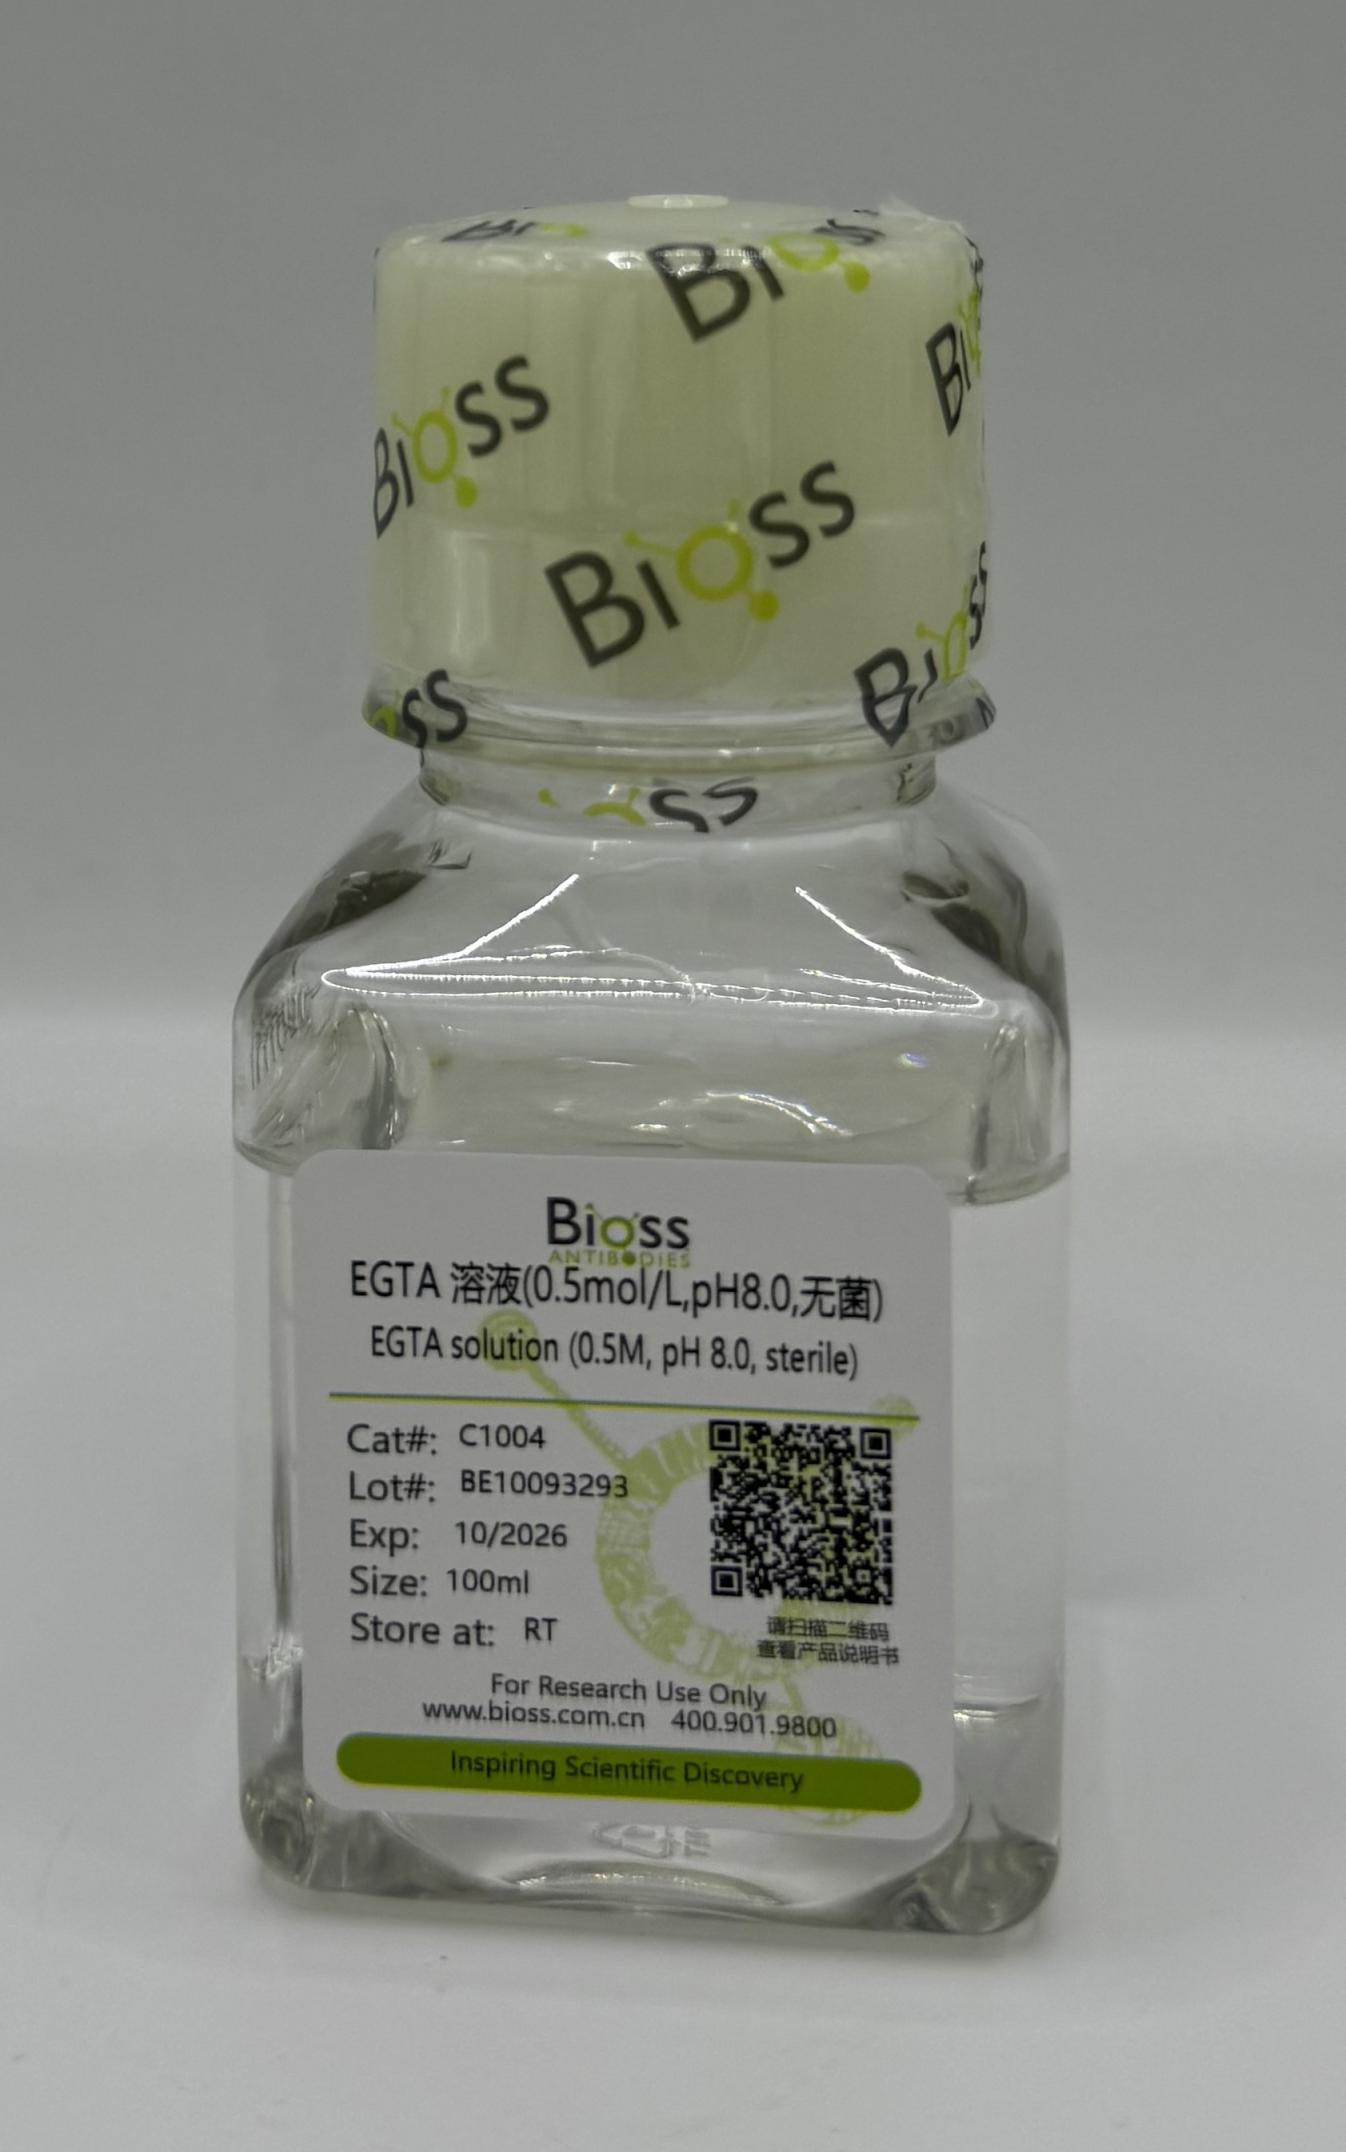 Bioss
Bioss
Bioss
Bioss
ANTIBODIES
EGTA 溶液(0.5mol/L,pH8.0,无菌)
EGTA solution (0.5M, pH 8.0, sterile)
Cat#: C1004
Lot#: BE10093293
Exp: 10/2026
Size: 100ml
Store at: RT
请扫描二维码
查看产品说明书
For Research Use Only
www.bioss.com.cn 400.901.9800
Inspiring Scientific Discovery